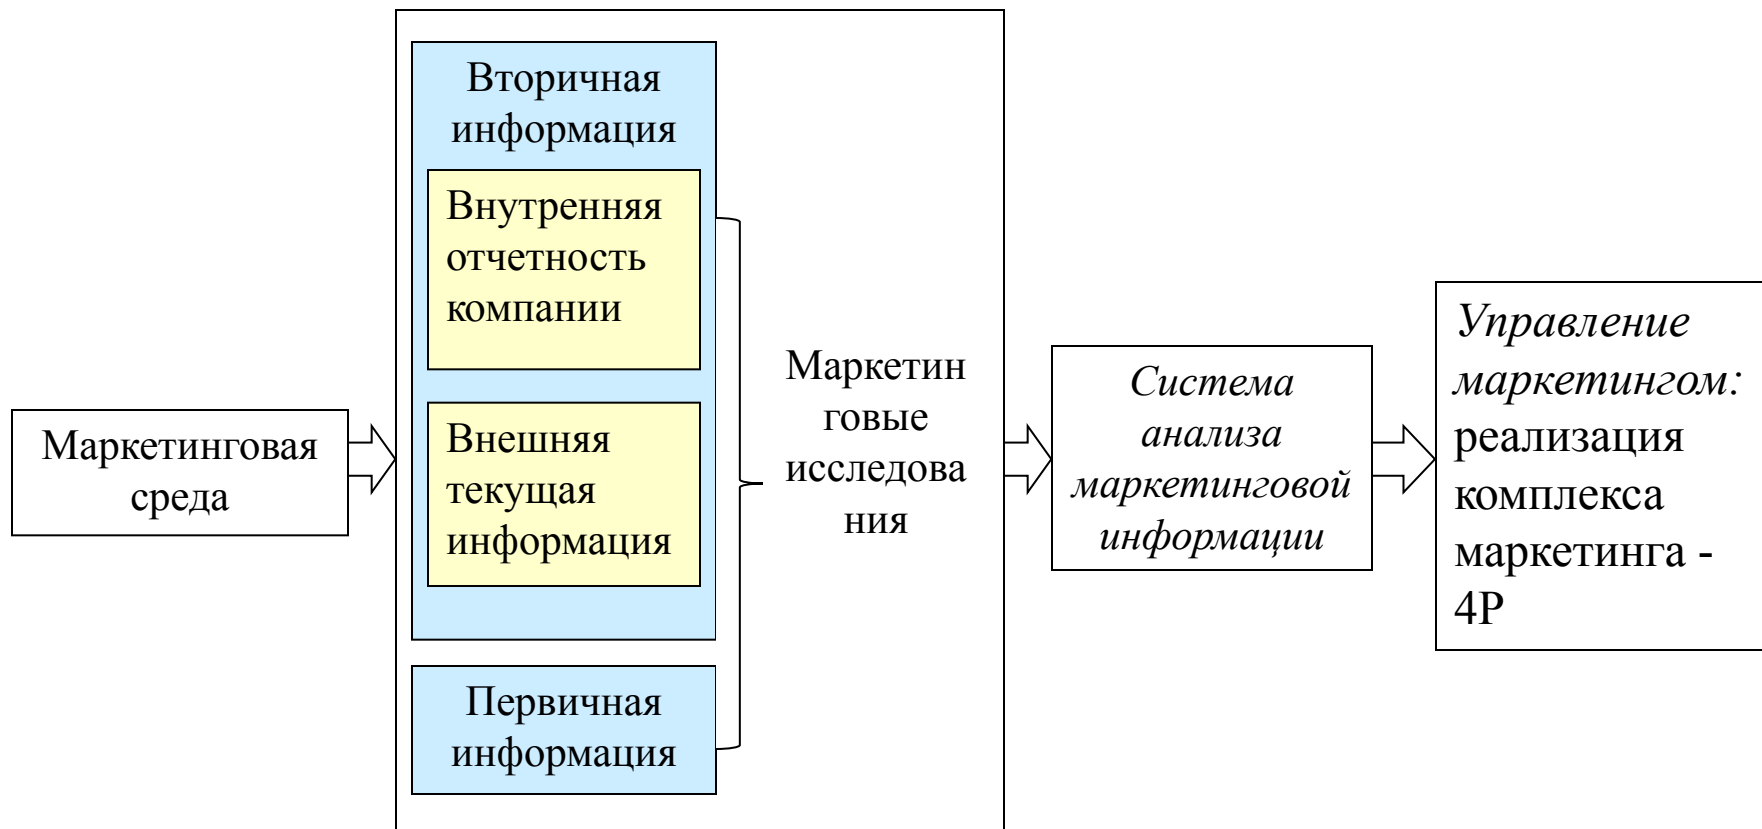 Маркетинговая
среда
Вторичная
информация
Внутренняя
отчетность
компании
Внешняя
текущая
информация
Первичная
информация
Маркетин
говые
исследова
ния
Система
анализа
маркетинговой
информации
Управление
маркетингом:
реализация
комплекса
маркетинга -
4Р